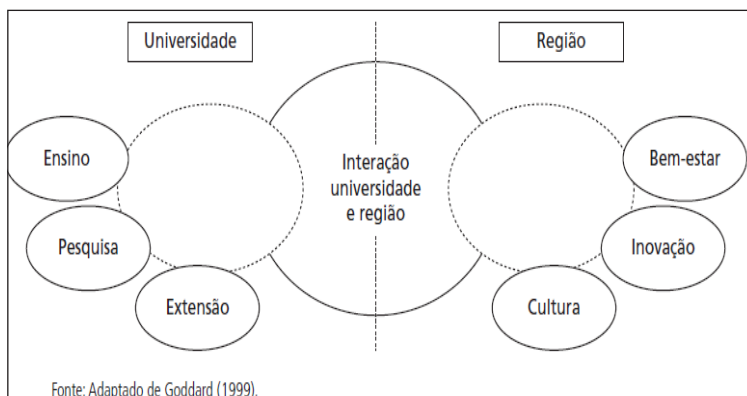 Universidade
Região
Ensino
Pesquisa
Extensão
Interação
universidade
e região
Bem-estar
Inovação
Cultura
Fonte: Adaptado de Goddard (1999).